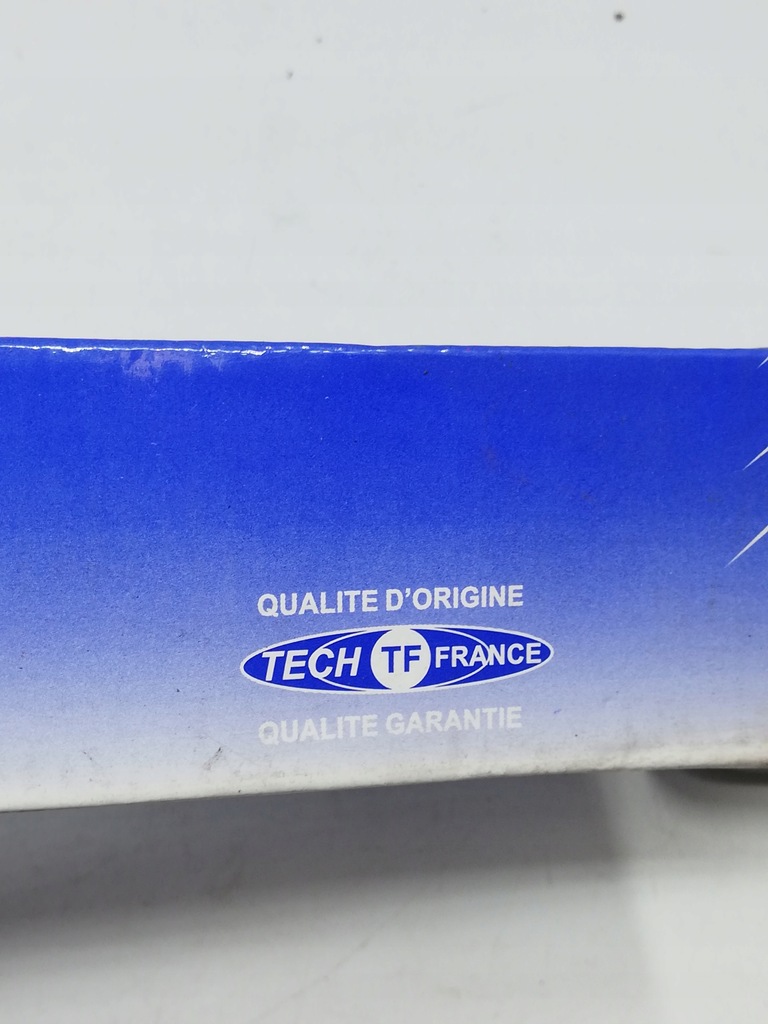 QUALITE D'ORIGINE
TECH TF FRANCE
QUALITE GARANTIE